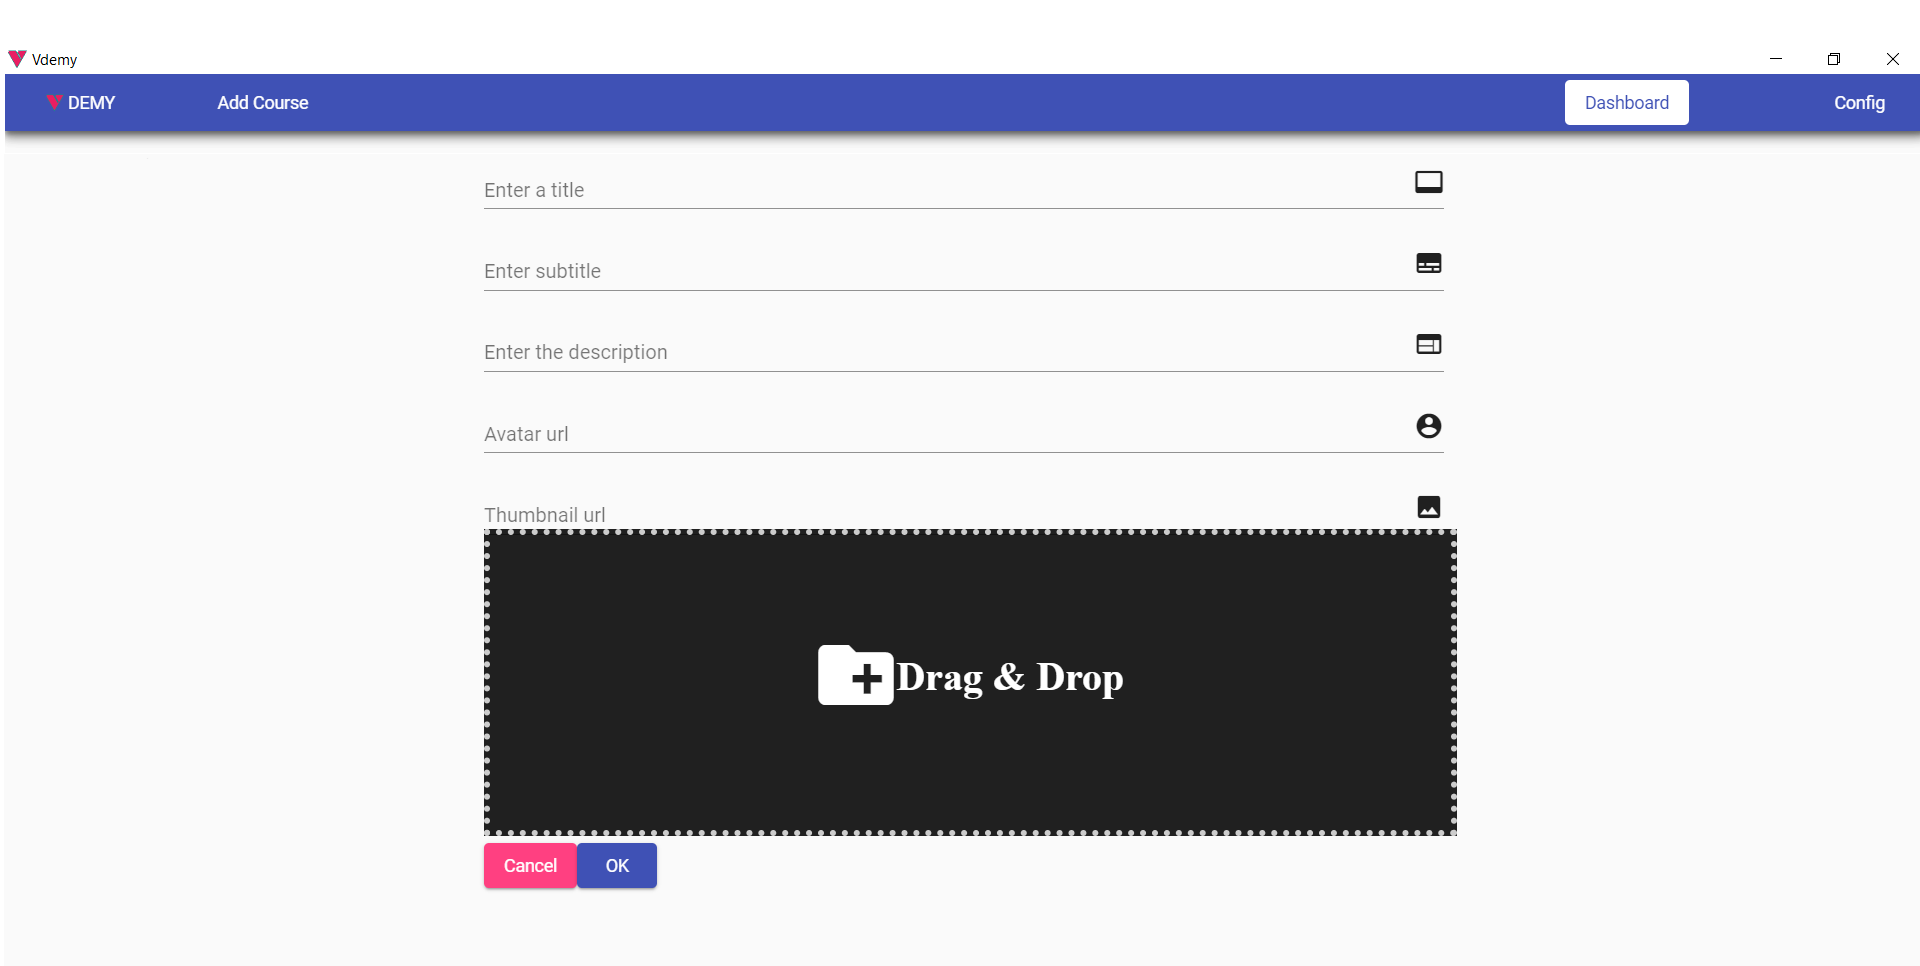 Vdemy
DEMY Add Course Dashboard Config
Enter a title
Enter subtitle
Enter the description
Avatar url
Thumbnail url
Drag & Drop
Cancel OK